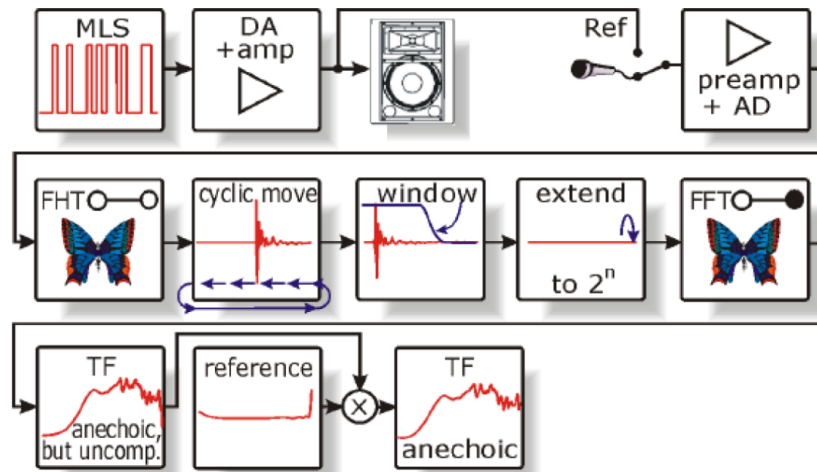 MLS
DA
+amp
Ref
preamp
+ AD
FHT
cyclic move
window
extend
to 2ⁿ
FFT
TF
anechoic,
but uncomp.
reference
X
TF
anechoic